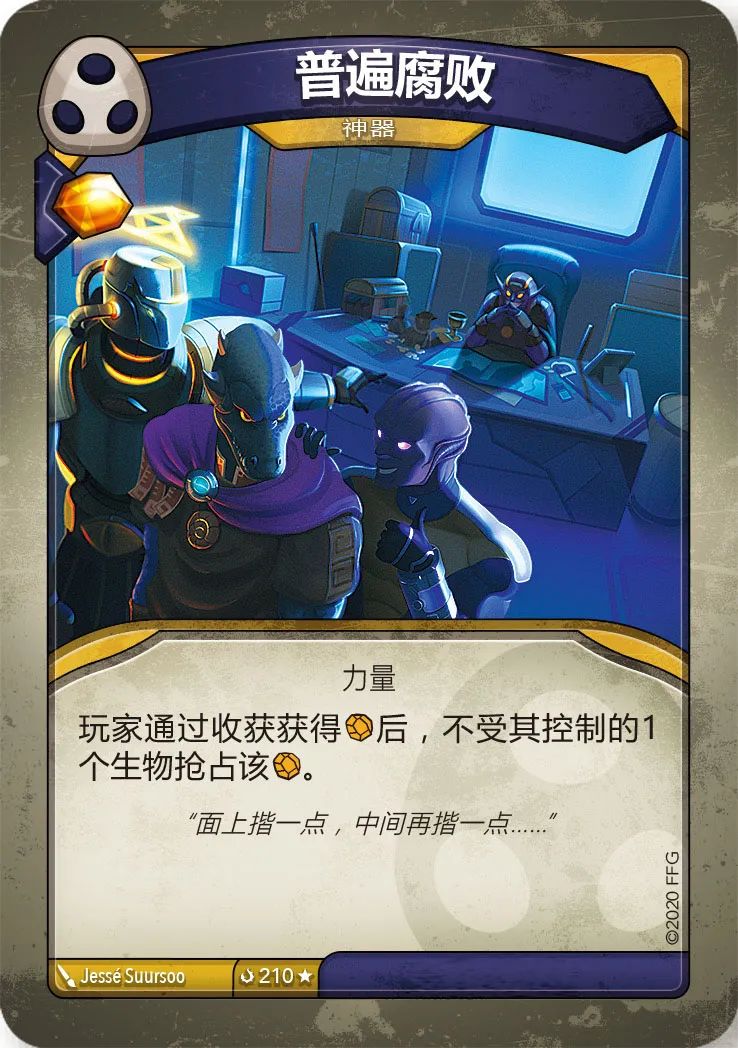 普遍腐败
神器
力量
玩家通过收获获得后，不受其控制的1
个生物抢占该。
“面上揩一点，中间再揩一点……”
©2020 FFG
Jessé Suursoo
210